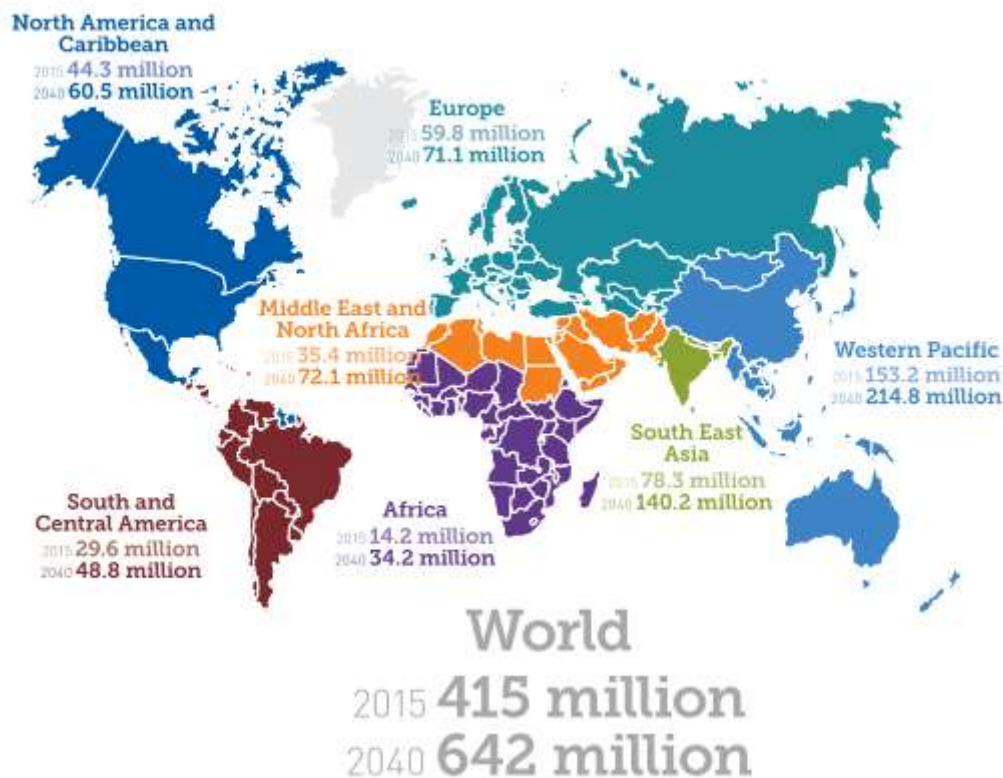 North America and
Caribbean
2015 44.3 million
2040 60.5 million
Europe
2015 59.8 million
2040 71.1 million
Middle East and
North Africa
2015 35.4 million
2040 72.1 million
Western Pacific
2015 153.2 million
2040 214.8 million
South East
Asia
2015 78.3 million
2040 140.2 million
South and
Central America
2015 29.6 million
2040 48.8 million
Africa
2015 14.2 million
2040 34.2 million
World
2015 415 million
2040 642 million